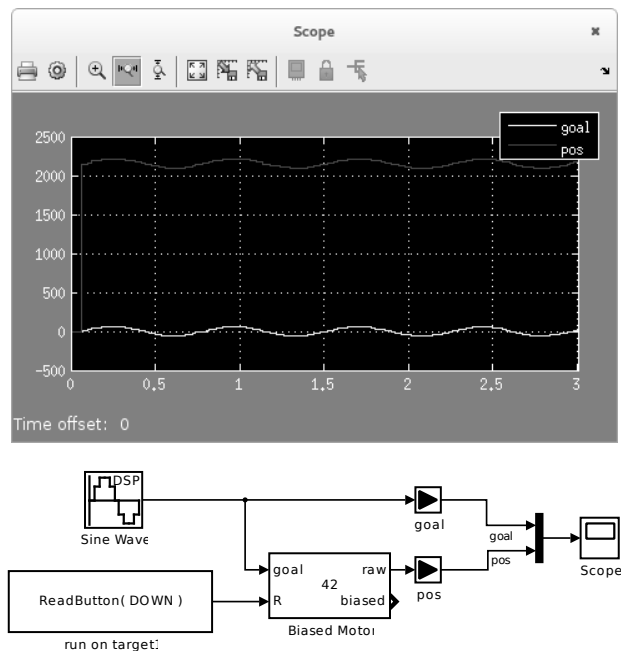 Scope
goal
pos
2500
2000
1500
1000
500
0
-500
0
0.5
1
1.5
2
2.5
3
Time offset: 0
DSP
Sine Wave
goal
goal
goal
raw
pos
42
R
biased
pos
Scope
ReadButton( DOWN )
Biased Motor
run on target?